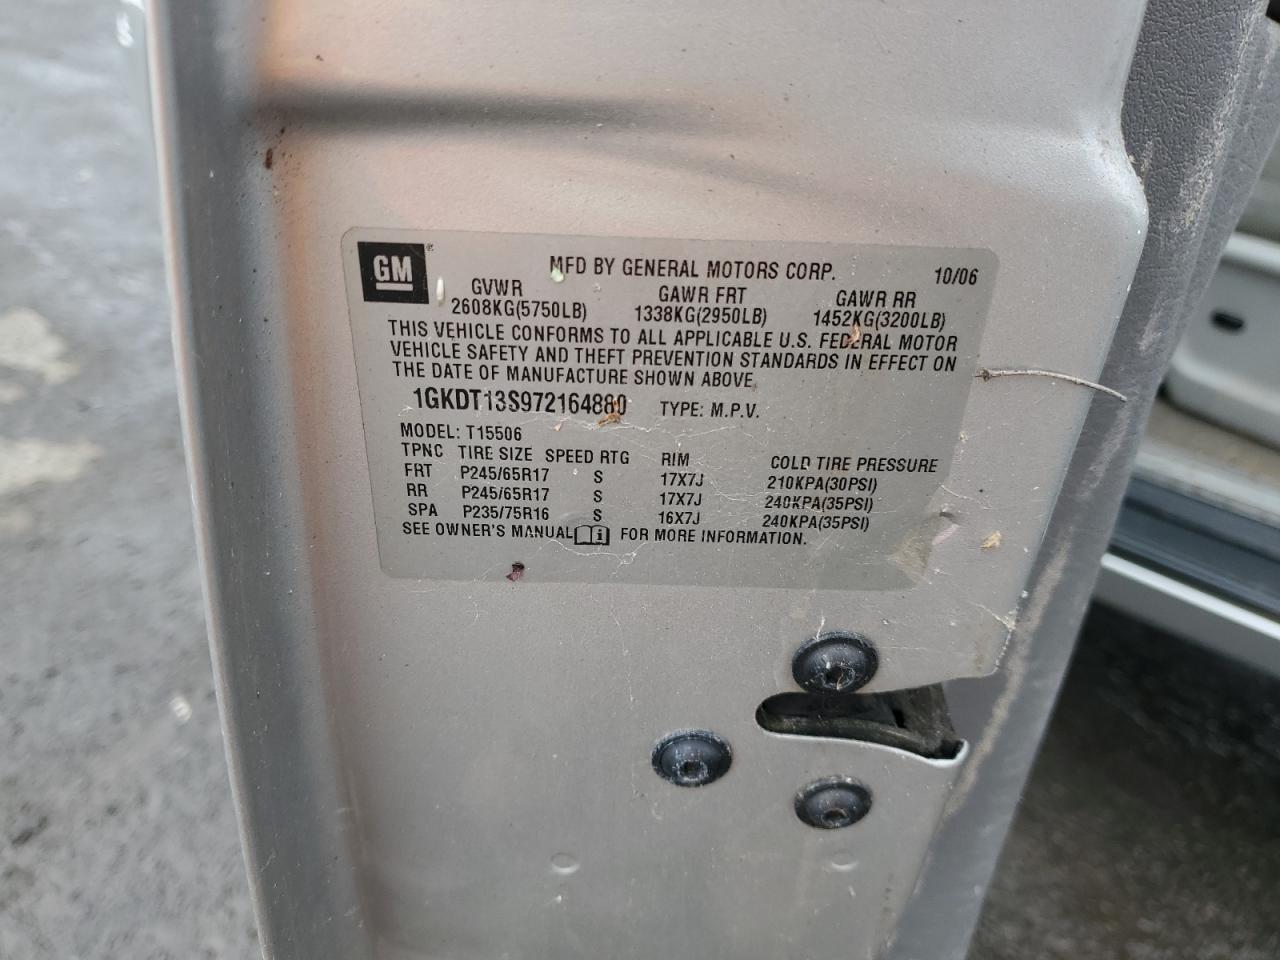 GM ®
MFD BY GENERAL MOTORS CORP. 10/06
GVWR GAWR FRT GAWR RR
2608KG(5750LB) 1338KG(2950LB) 1452KG(3200LB)
THIS VEHICLE CONFORMS TO ALL APPLICABLE U.S. FEDERAL MOTOR
VEHICLE SAFETY AND THEFT PREVENTION STANDARDS IN EFFECT ON
THE DATE OF MANUFACTURE SHOWN ABOVE.
1GKDT13S972164880 TYPE: M.P.V.
MODEL: T15506
TPNC TIRE SIZE SPEED RTG RIM COLD TIRE PRESSURE
FRT P245/65R17 S 17X7J 210KPA(30PSI)
RR P245/65R17 S 17X7J 240KPA(35PSI)
SPA P235/75R16 S 16X7J 240KPA(35PSI)
SEE OWNER'S MANUAL i FOR MORE INFORMATION.